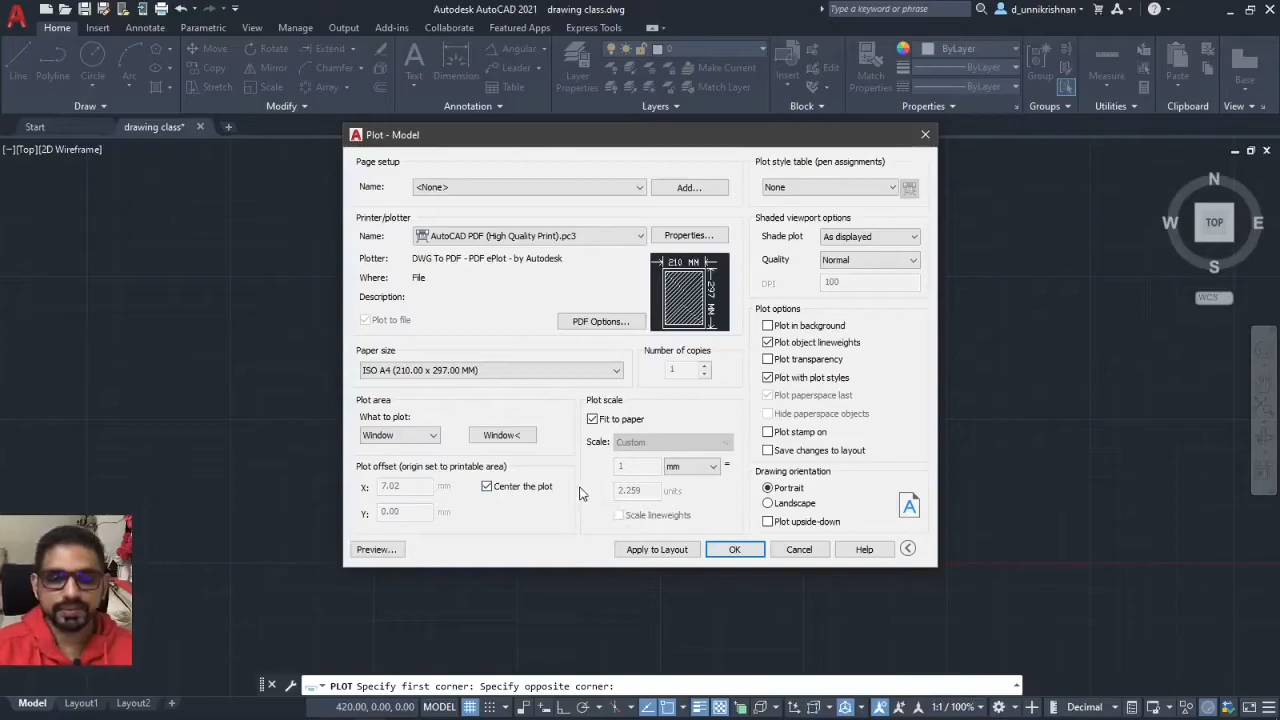 Autodesk AutoCAD 2021 drawing class.dwg
Type a keyword or phrase
d_unnikrishnan
Home Insert Annotate Parametric View Manage Output Add-ins Collaborate Express Tools Featured Apps
Line Polyline Circle Arc
Move Rotate Extend
Copy Mirror Chamfer
Stretch Scale Array
Text Dimension
Angular
Leader
Table
Layer Properties
0
Make Current
Match Layer
Insert
Edit
Match Properties
ByLayer
ByLayer
ByLayer
Group
Measure
Paste
Base
Draw Modify Annotation Layers Block Properties Groups Utilities Clipboard View
Start drawing class*
[−][Top][2D Wireframe]
Plot - Model
Page setup
Name: <None> Add...
Printer/plotter
Name: AutoCAD PDF (High Quality Print).pc3 Properties...
Plotter: DWG To PDF - PDF ePlot - by Autodesk
Where: File
Description:
Plot to file PDF Options...
210 MM
297 MM
Paper size
ISO A4 (210.00 x 297.00 MM)
Number of copies
1
Plot area
What to plot:
Window Window<
Plot offset (origin set to printable area)
X: 7.02 mm Center the plot
Y: 0.00 mm
Plot scale
Fit to paper
Scale: Custom
1 mm =
2.259 units
Scale lineweights
Plot style table (pen assignments)
None
Shaded viewport options
Shade plot As displayed
Quality Normal
DPI 100
Plot options
Plot in background
Plot object lineweights
Plot transparency
Plot with plot styles
Plot paperspace last
Hide paperspace objects
Plot stamp on
Save changes to layout
Drawing orientation
Portrait
Landscape
Plot upside-down
A
Preview... Apply to Layout OK Cancel Help
N
W TOP E
S
WCS
PLOT Specify first corner: Specify opposite corner:
Model Layout1 Layout2 +
420.00, 0.00, 0.00 MODEL 1:1 / 100% Decimal